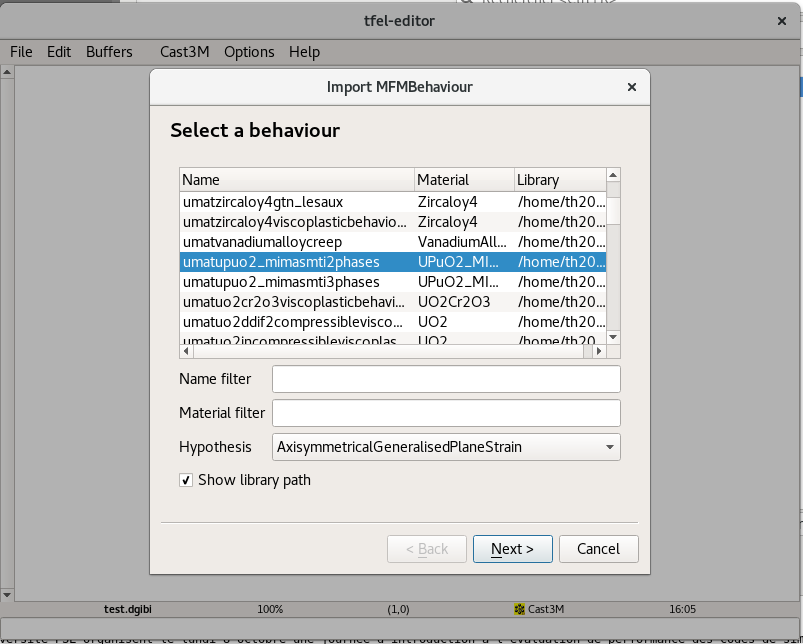 tfel-editor
File Edit Buffers Cast3M Options Help
Import MFMBehaviour
Select a behaviour
Name Material Library
umatzircaloy4gtn_lesaux Zircaloy4 /home/th20...
umatzircaloy4viscoplasticbehavio... Zircaloy4 /home/th20...
umatvanadiumalloycreep VanadiumAll... /home/th20...
umatupuo2_mimasmti2phases UPuO2_MI... /home/th20...
umatupuo2_mimasmti3phases UPuO2_MI... /home/th20...
umatuo2cr2o3viscoplasticbehavi... UO2Cr2O3 /home/th20...
umatuo2ddif2compressiblevisco... UO2 /home/th20...
umatuo2incompressibleviscoplas UO2 /home/th20
Name filter
Material filter
Hypothesis AxisymmetricalGeneralisedPlaneStrain
Show library path
< Back Next > Cancel
test.dgibi 100% (1,0) Cast3M 16:05